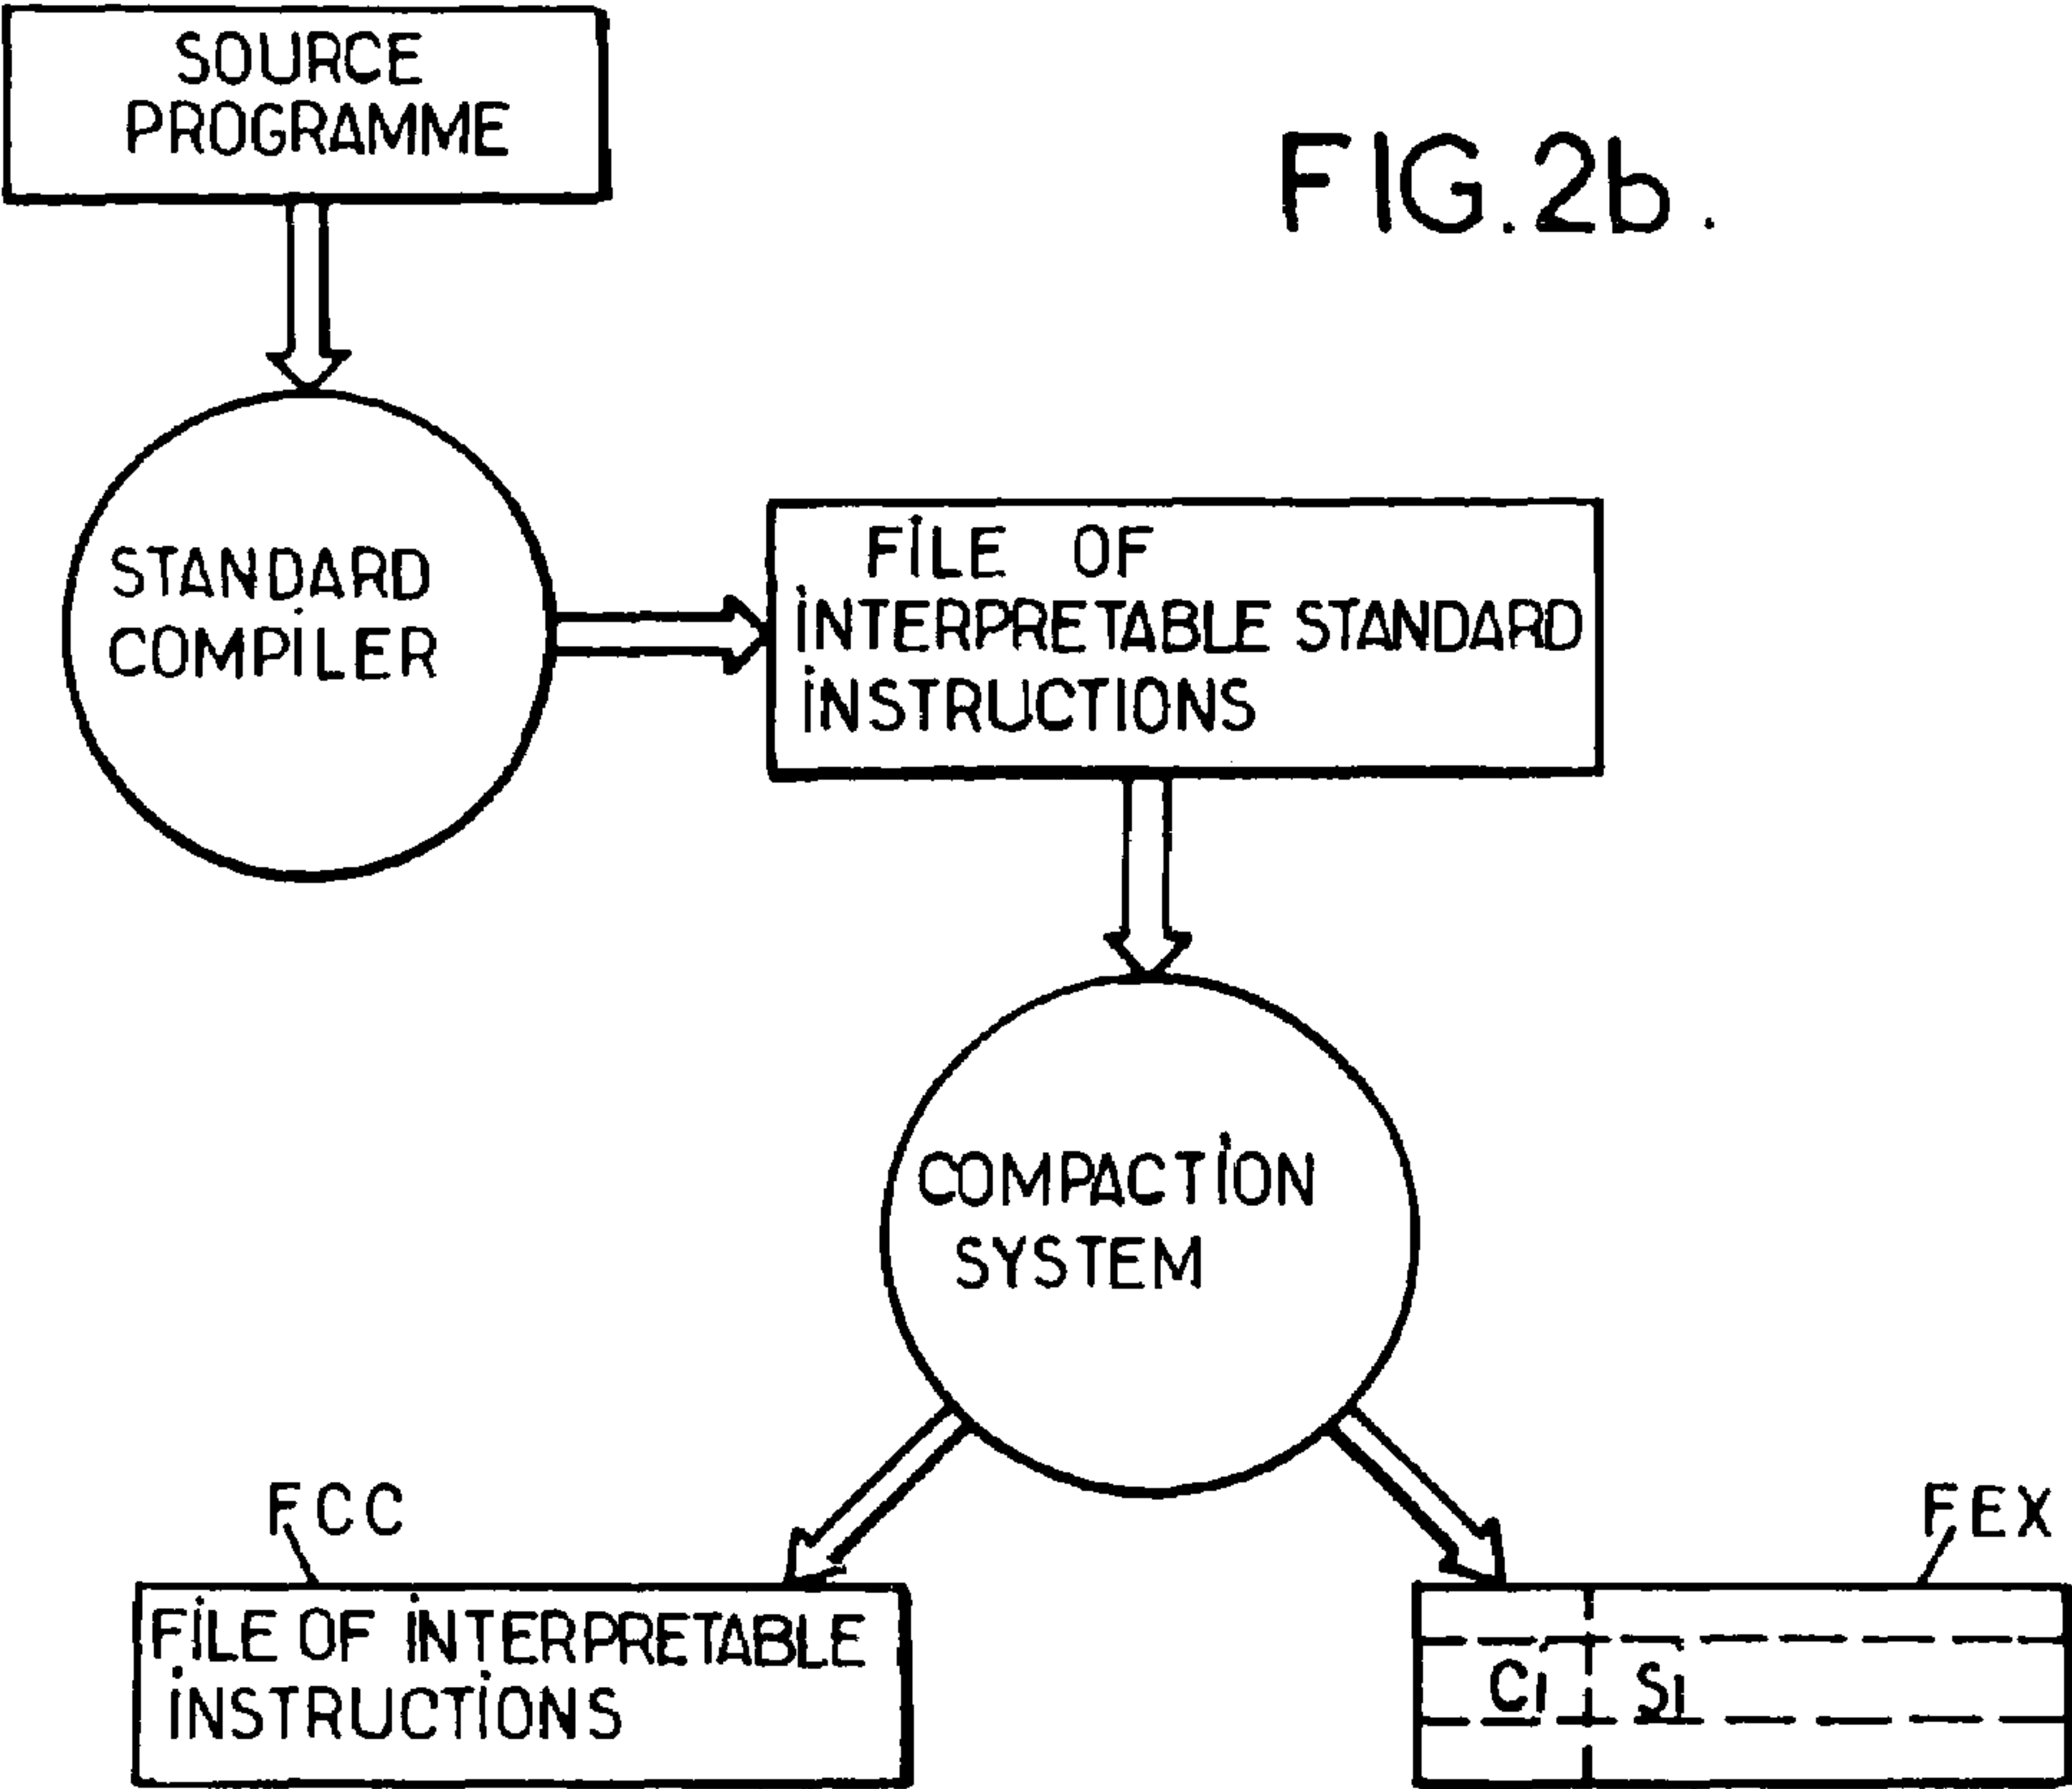 SOURCE
PROGRAMME
FIG.2b.
STANDARD
COMPILER
FILE OF
INTERPRETABLE STANDARD
INSTRUCTIONS
COMPACTION
SYSTEM
FCC
FEX
FILE OF INTERPRETABLE
INSTRUCTIONS
Ci Si